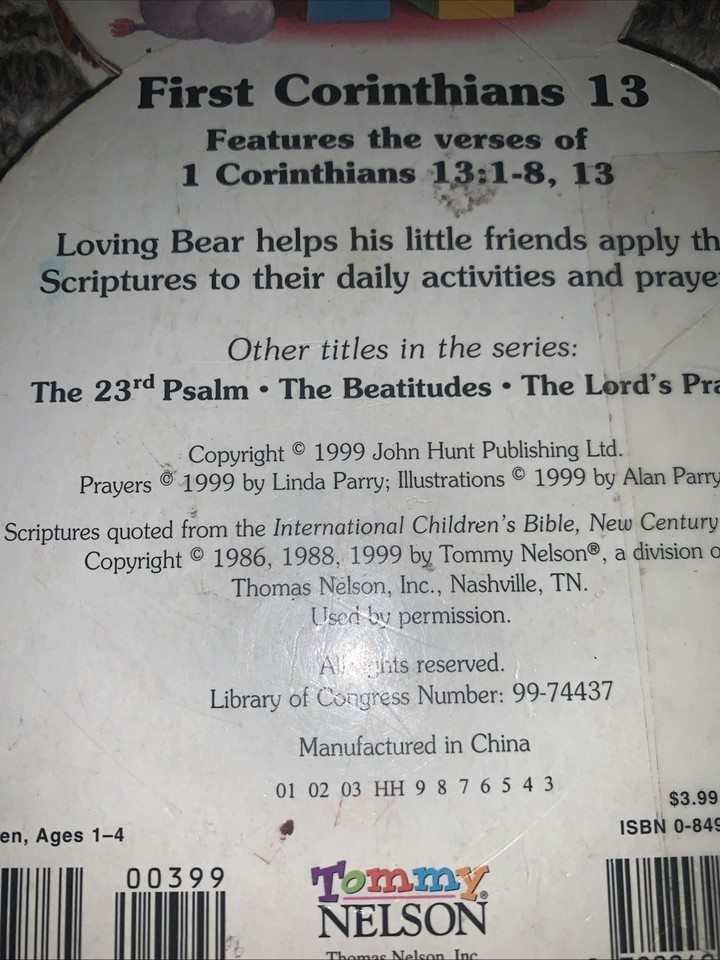 First Corinthians 13
Features the verses of
1 Corinthians 13:1-8, 13
Loving Bear helps his little friends apply th
Scriptures to their daily activities and praye
Other titles in the series:
The 23rd Psalm • The Beatitudes • The Lord's Pra
Copyright © 1999 John Hunt Publishing Ltd.
Prayers © 1999 by Linda Parry; Illustrations © 1999 by Alan Parry
Scriptures quoted from the International Children's Bible, New Century
Copyright © 1986, 1988, 1999 by Tommy Nelson®, a division o
Thomas Nelson, Inc., Nashville, TN.
Used by permission.
All rights reserved.
Library of Congress Number: 99-74437
Manufactured in China
01 02 03 HH 9 8 7 6 5 4 3
$3.99
en, Ages 1–4
ISBN 0-849
00399
Tommy®
NELSON
Thomas Nelson, Inc